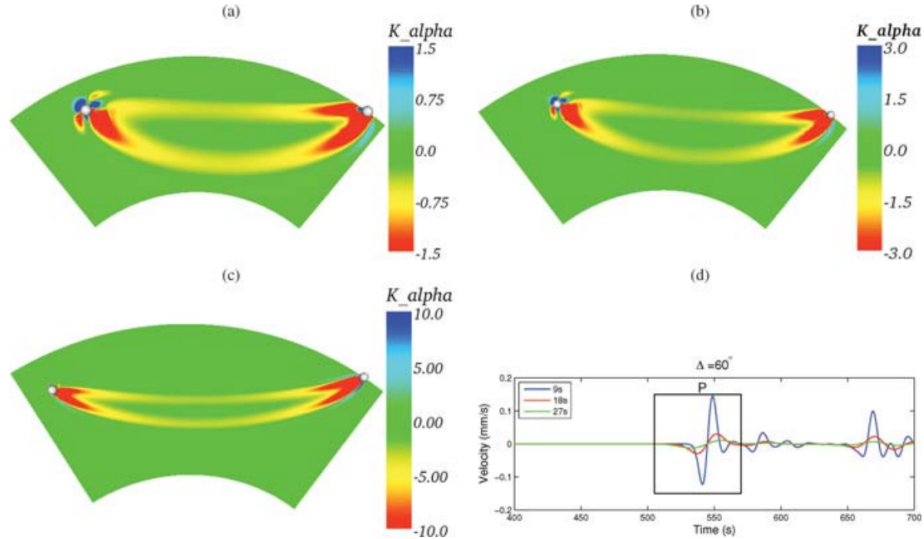 (a)
K_alpha
1.5
0.75
0.0
-0.75
-1.5
(b)
K_alpha
3.0
1.5
0.0
-1.5
-3.0
(c)
K_alpha
10.0
5.00
0.00
-5.00
-10.0
(d)
Δ =60°
P
9s
18s
27s
Velocity (mm/s)
0.2
0.1
0
−0.1
−0.2
400 450 500 550 600 650 700
Time (s)